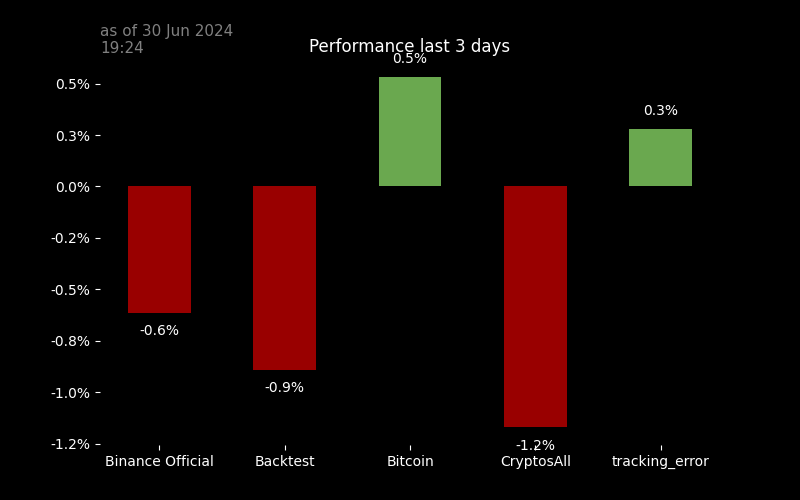 as of 30 Jun 2024
19:24
Performance last 3 days
0.5%
0.5%
0.3%
0.3%
0.0%
-0.2%
-0.5%
-0.6%
-0.8%
-0.9%
-1.0%
-1.2%
-1.2%
Binance Official
Backtest
Bitcoin
CryptosAll
tracking_error